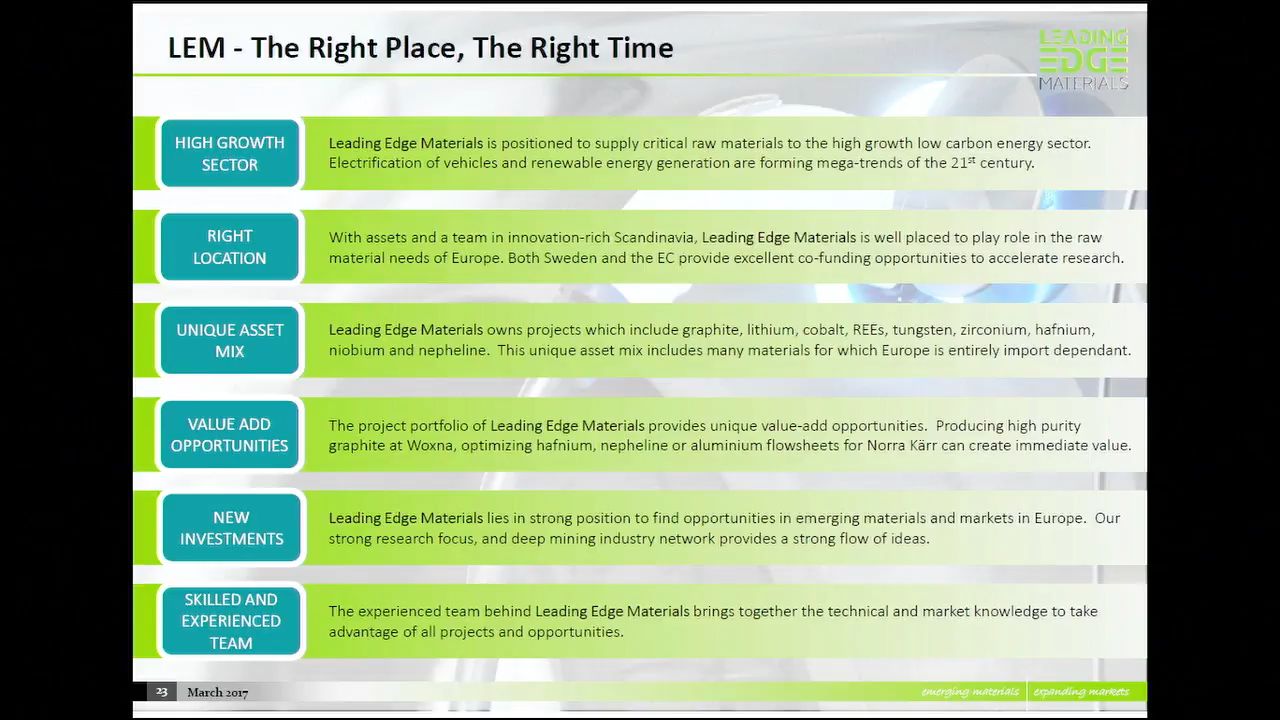 LEM - The Right Place, The Right Time
LEADING
EDGE
MATERIALS
HIGH GROWTH
SECTOR
Leading Edge Materials is positioned to supply critical raw materials to the high growth low carbon energy sector.
Electrification of vehicles and renewable energy generation are forming mega-trends of the 21st century.
RIGHT
LOCATION
With assets and a team in innovation-rich Scandinavia, Leading Edge Materials is well placed to play role in the raw
material needs of Europe. Both Sweden and the EC provide excellent co-funding opportunities to accelerate research.
UNIQUE ASSET
MIX
Leading Edge Materials owns projects which include graphite, lithium, cobalt, REEs, tungsten, zirconium, hafnium,
niobium and nepheline. This unique asset mix includes many materials for which Europe is entirely import dependant.
VALUE ADD
OPPORTUNITIES
The project portfolio of Leading Edge Materials provides unique value-add opportunities. Producing high purity
graphite at Woxna, optimizing hafnium, nepheline or aluminium flowsheets for Norra Kärr can create immediate value.
NEW
INVESTMENTS
Leading Edge Materials lies in strong position to find opportunities in emerging materials and markets in Europe. Our
strong research focus, and deep mining industry network provides a strong flow of ideas.
SKILLED AND
EXPERIENCED
TEAM
The experienced team behind Leading Edge Materials brings together the technical and market knowledge to take
advantage of all projects and opportunities.
23 March 2017
emerging materials expanding markets